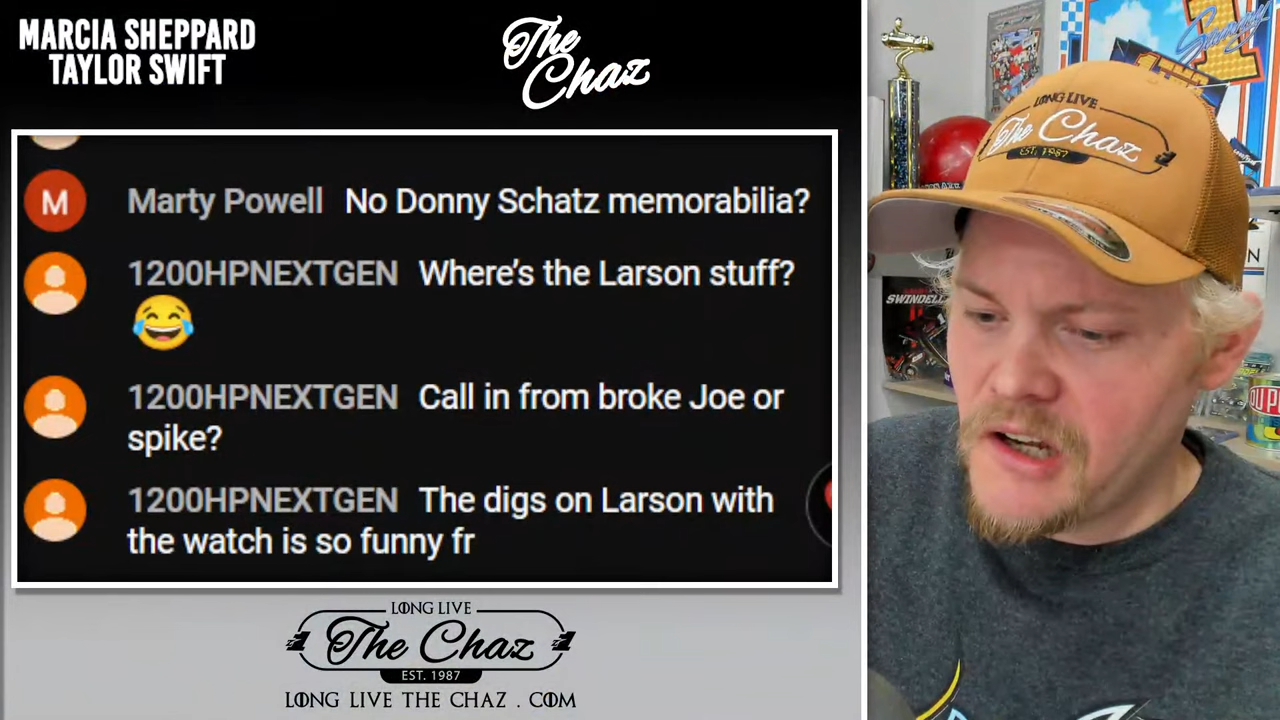 MARCIA SHEPPARD
TAYLOR SWIFT
The
Chaz
Marty Powell No Donny Schatz memorabilia?
1200HPNEXTGEN Where's the Larson stuff?
😂
1200HPNEXTGEN Call in from broke Joe or
spike?
1200HPNEXTGEN The digs on Larson with
the watch is so funny fr
M
LONG LIVE
The Chaz
EST. 1987
LONG LIVE THE CHAZ . COM
LONG LIVE
The Chaz
EST. 1987
Sammy
SWINDELL